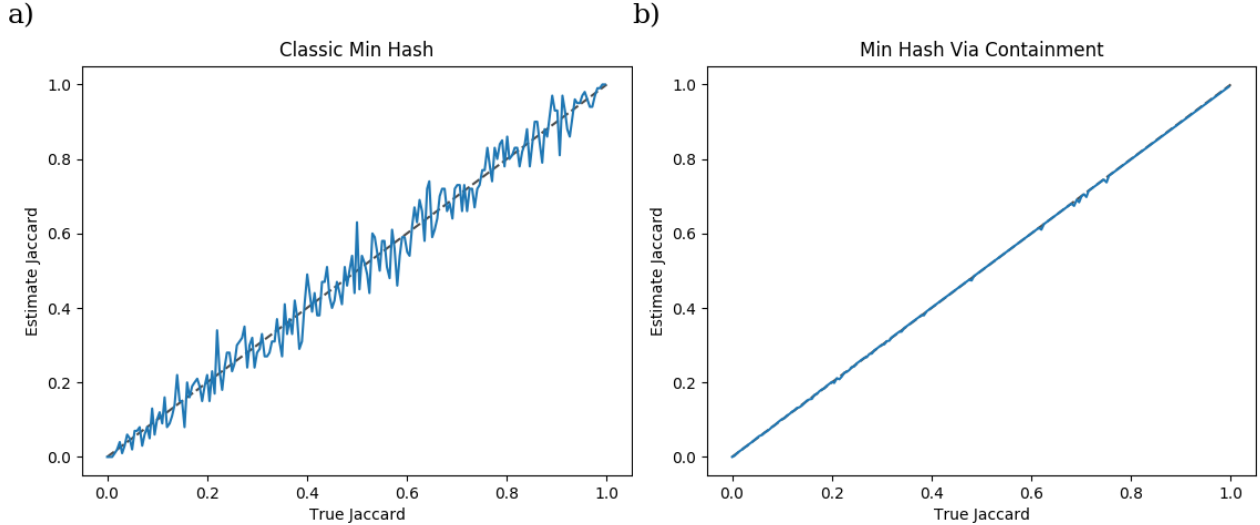 a)
Classic Min Hash
1.0
0.8
0.6
0.4
0.2
0.0
Estimate Jaccard
0.0 0.2 0.4 0.6 0.8 1.0
True Jaccard
b)
Min Hash Via Containment
1.0
0.8
0.6
0.4
0.2
0.0
Estimate Jaccard
0.0 0.2 0.4 0.6 0.8 1.0
True Jaccard